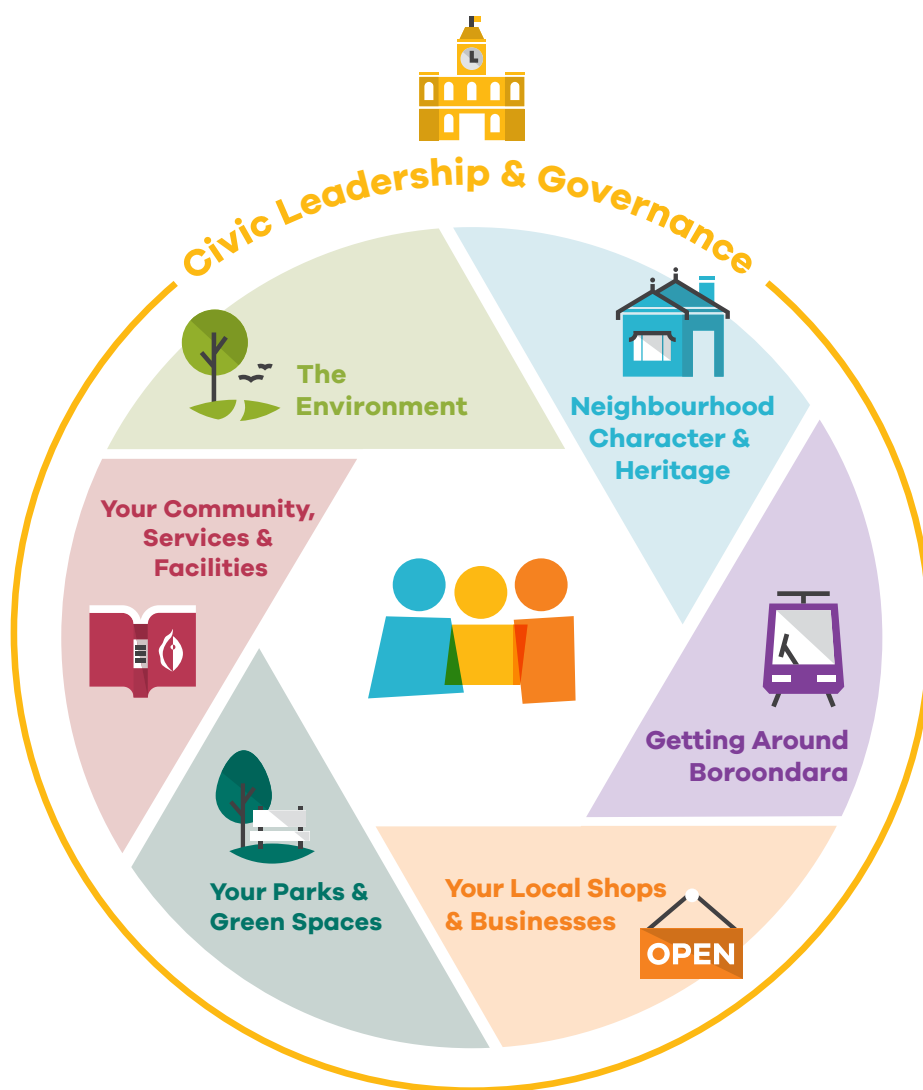 Civic Leadership & Governance
The
Environment
Neighbourhood
Character &
Heritage
Your Community,
Services &
Facilities
Getting Around
Boroondara
Your Parks &
Green Spaces
Your Local Shops
& Businesses
OPEN